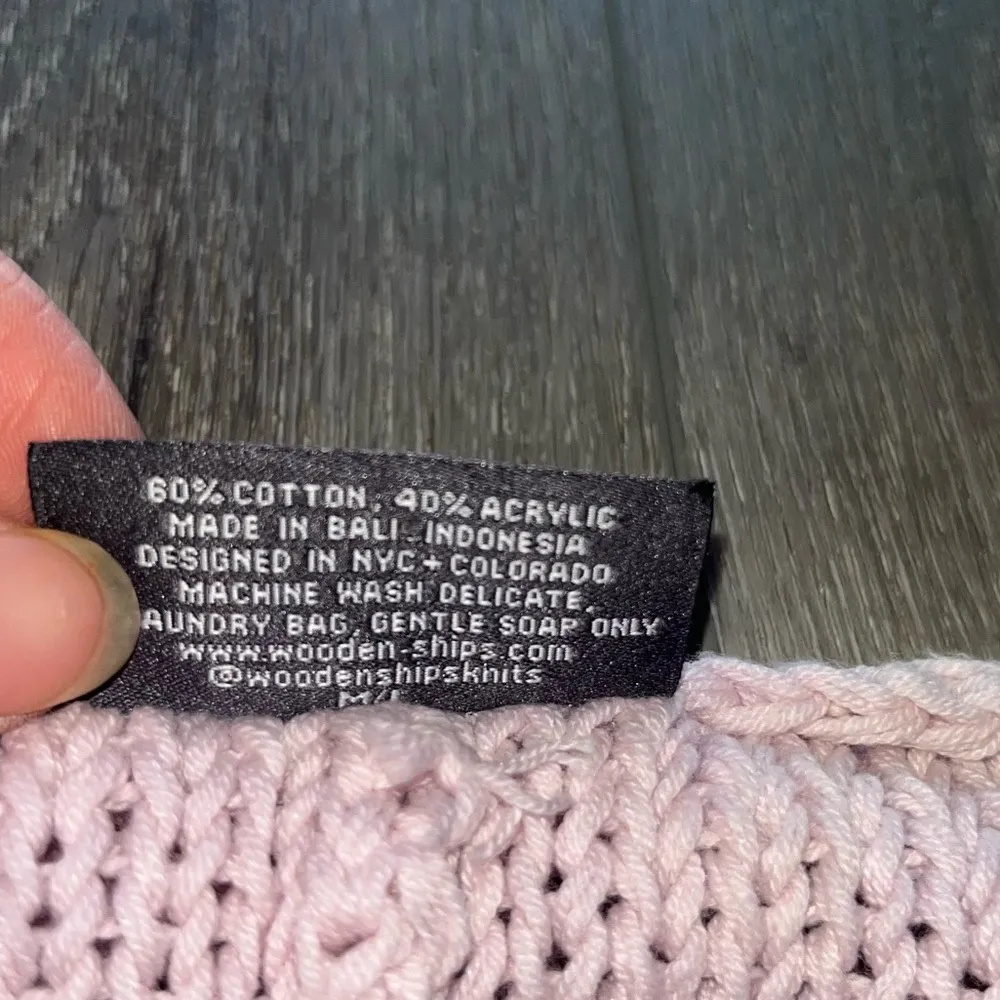 60% COTTON, 40% ACRYLIC
MADE IN BALI, INDONESIA
DESIGNED IN NYC + COLORADO
MACHINE WASH DELICATE,
AUNDRY BAG, GENTLE SOAP ONLY
www.wooden-ships.com
@woodenshipsknits